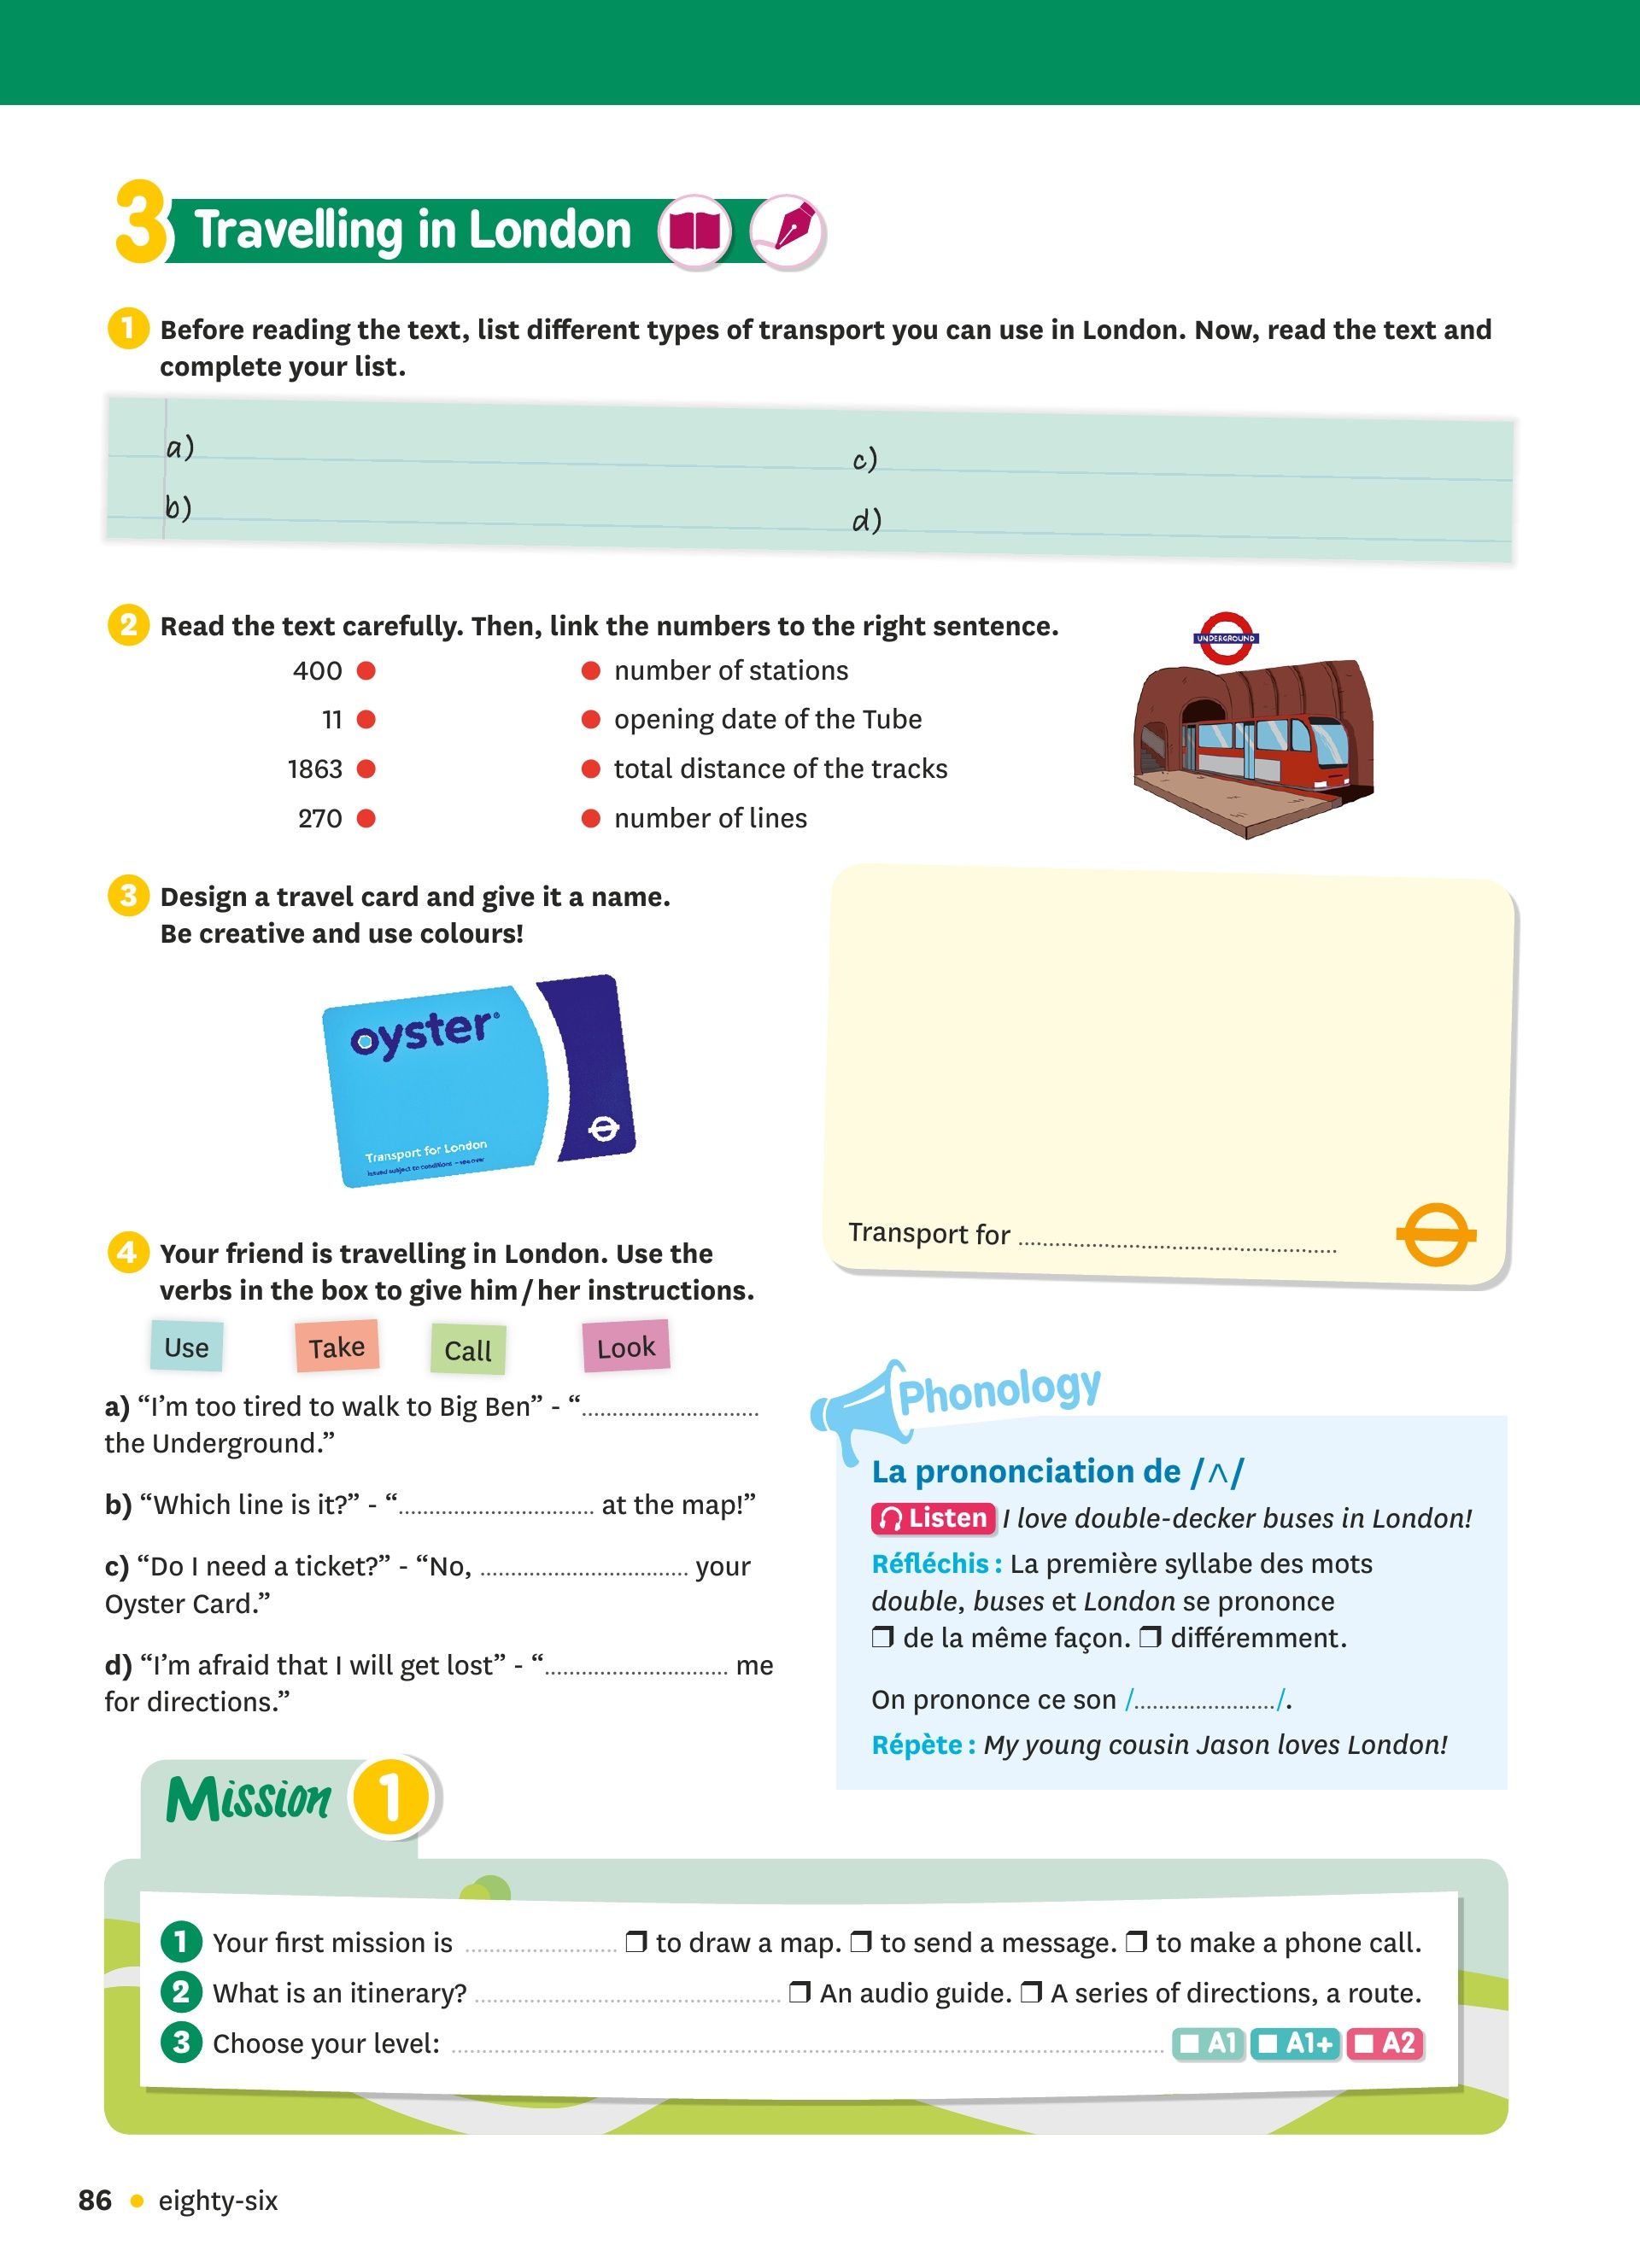 3 Travelling in London
1 Before reading the text, list different types of transport you can use in London. Now, read the text and
complete your list.
a)
c)
b)
d)
2 Read the text carefully. Then, link the numbers to the right sentence.
UNDERGROUND
400 ● ● number of stations
11 ● ● opening date of the Tube
1863 ● ● total distance of the tracks
270 ● ● number of lines
3 Design a travel card and give it a name.
Be creative and use colours!
oyster®
Transport for London
Issued subject to conditions – see over
Transport for ....................................................
4 Your friend is travelling in London. Use the
verbs in the box to give him/her instructions.
Use Take Call Look
a) “I’m too tired to walk to Big Ben” - “.............................
the Underground.”
b) “Which line is it?” - “................................ at the map!”
c) “Do I need a ticket?” - “No, .................................. your
Oyster Card.”
d) “I’m afraid that I will get lost” - “.............................. me
for directions.”
Phonology
La prononciation de /^/
Listen I love double-decker buses in London!
Réfléchis : La première syllabe des mots
double, buses et London se prononce
❒ de la même façon. ❒ différemment.
On prononce ce son /......................./.
Répète : My young cousin Jason loves London!
Mission 1
1 Your first mission is ......................... ❒ to draw a map. ❒ to send a message. ❒ to make a phone call.
2 What is an itinerary? .................................................. ❒ An audio guide. ❒ A series of directions, a route.
3 Choose your level: .................................................................................... ■ A1 ■ A1+ ■ A2
86 • eighty-six